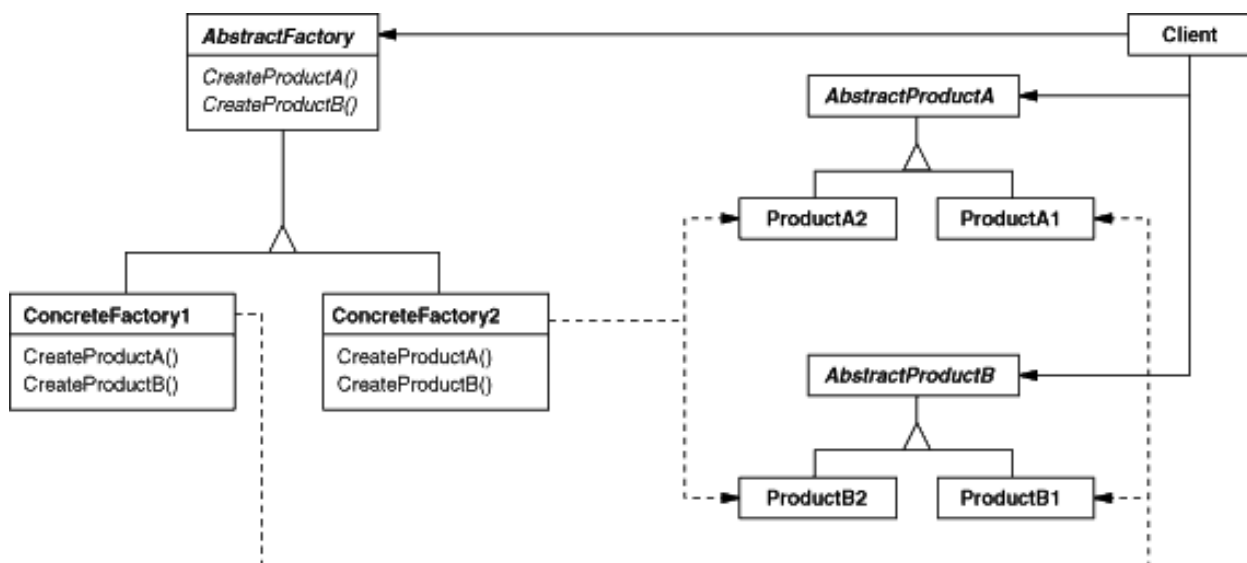 AbstractFactory
CreateProductA()
CreateProductB()
Client
AbstractProductA
ProductA2
ProductA1
ConcreteFactory1
CreateProductA()
CreateProductB()
ConcreteFactory2
CreateProductA()
CreateProductB()
AbstractProductB
ProductB2
ProductB1